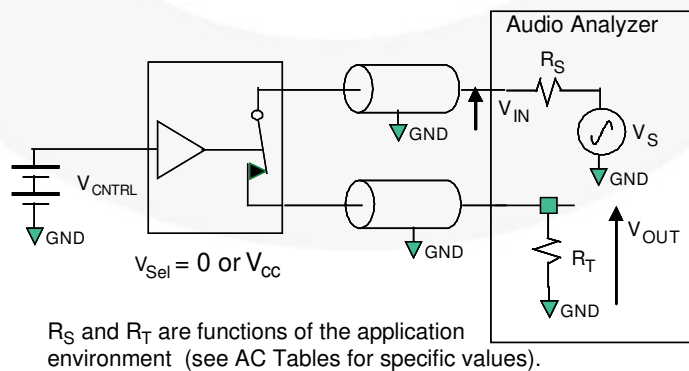 Audio Analyzer
R_S
V_IN
V_S
GND
GND
V_CNTRL
GND
GND
V_OUT
R_T
GND
V_Sel = 0 or V_cc
R_S and R_T are functions of the application
environment (see AC Tables for specific values).